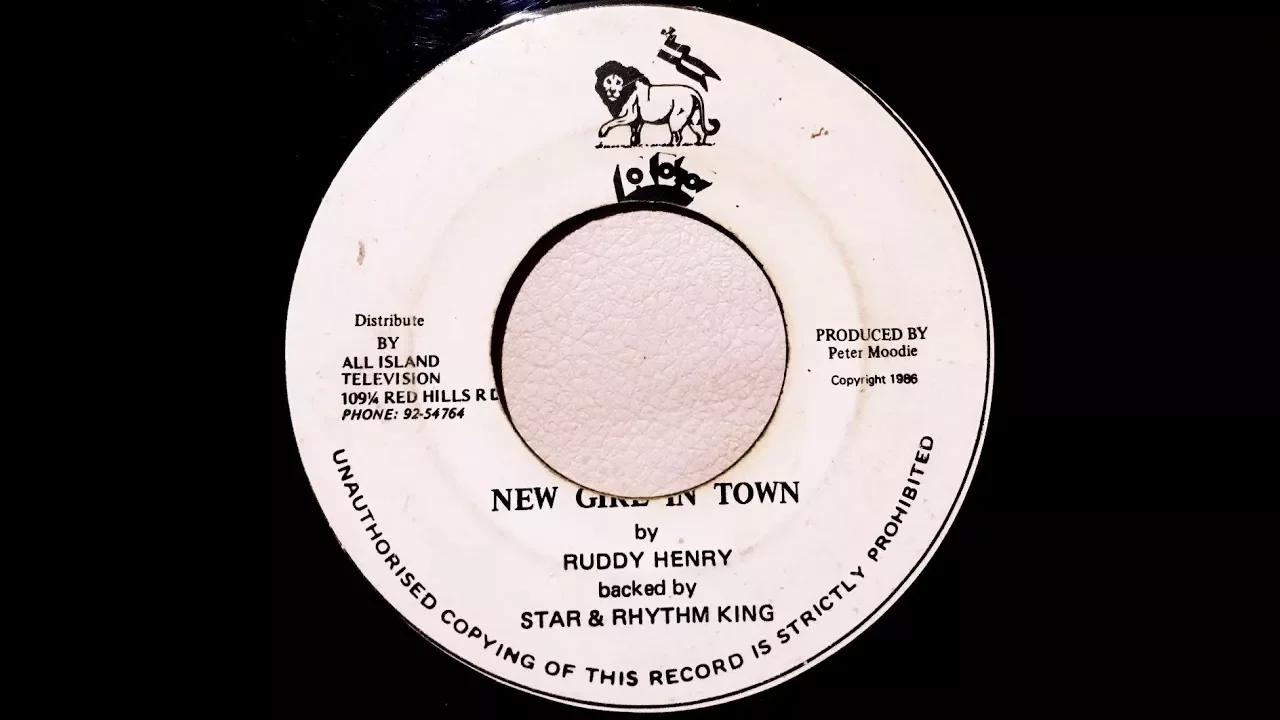 Distribute
BY
ALL ISLAND
TELEVISION
109¼ RED HILLS RD
PHONE: 92-54764
PRODUCED BY
Peter Moodie
Copyright 1986
NEW GIRL IN TOWN
by
RUDDY HENRY
backed by
STAR & RHYTHM KING
UNAUTHORISED COPYING OF THIS RECORD IS STRICTLY PROHIBITED